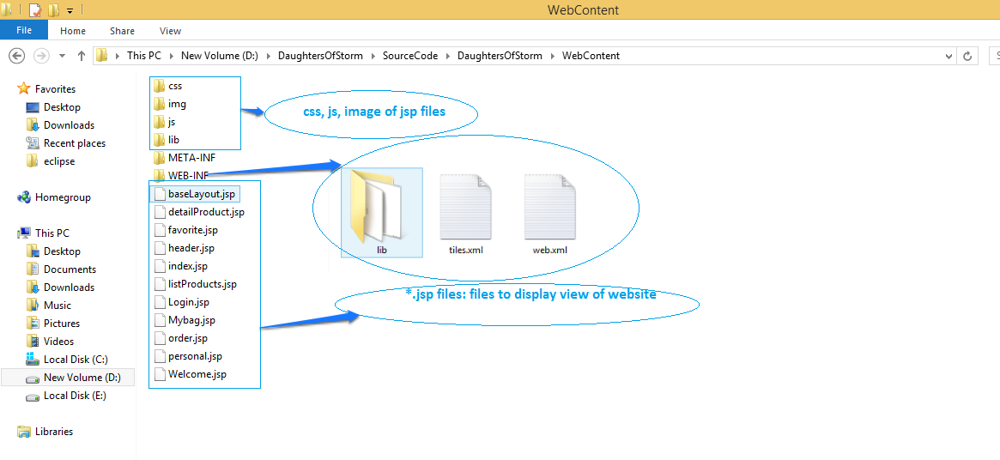 WebContent
File Home Share View
This PC New Volume (D:) DaughtersOfStorm SourceCode DaughtersOfStorm WebContent
Favorites
Desktop
Downloads
Recent places
eclipse
Homegroup
This PC
Desktop
Documents
Downloads
Music
Pictures
Videos
Local Disk (C:)
New Volume (D:)
Local Disk (E:)
Libraries
css
img
js
lib
META-INF
WEB-INF
baseLayout.jsp
detailProduct.jsp
favorite.jsp
header.jsp
index.jsp
listProducts.jsp
Login.jsp
Mybag.jsp
order.jsp
personal.jsp
Welcome.jsp
css, js, image of jsp files
lib tiles.xml web.xml
*.jsp files: files to display view of website